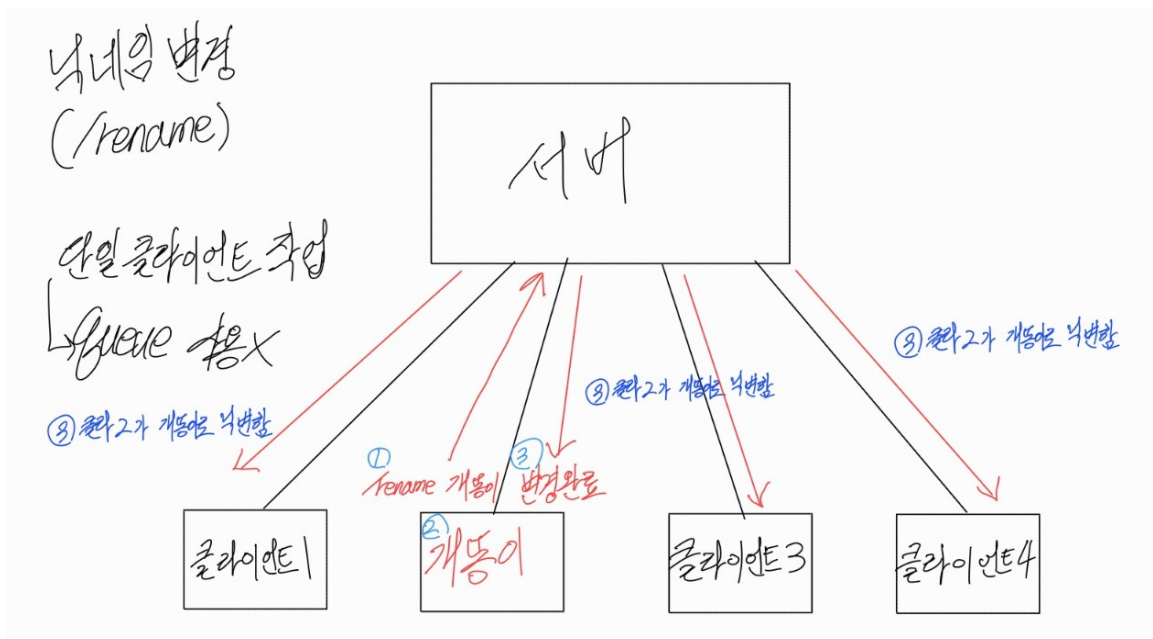 닉네임 변경
(/rename)
서버
단일 클라이언트 작업
Queue 사용X
③ 클라2가 개똥이로 닉변함
③ 클라2가 개똥이로 닉변함
③ 클라2가 개똥이로 닉변함
①
/rename 개똥이
③
변경완료
클라이언트1
②
개똥이
클라이언트3
클라이언트4